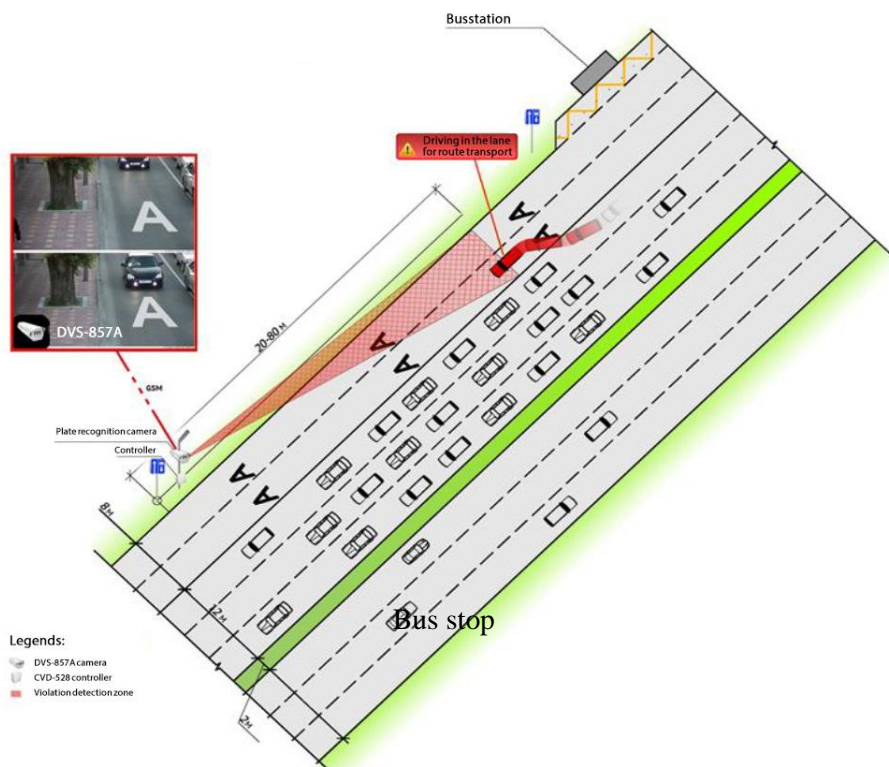 Busstation
Driving in the lane
for route transport
A
A
DVS-857A
20-80 м
GSM
Plate recognition camera
Controller
A
A
A
A
A
A
8м
12 м
2м
Bus stop
Legends:
DVS-857A camera
CVD-528 controller
Violation detection zone